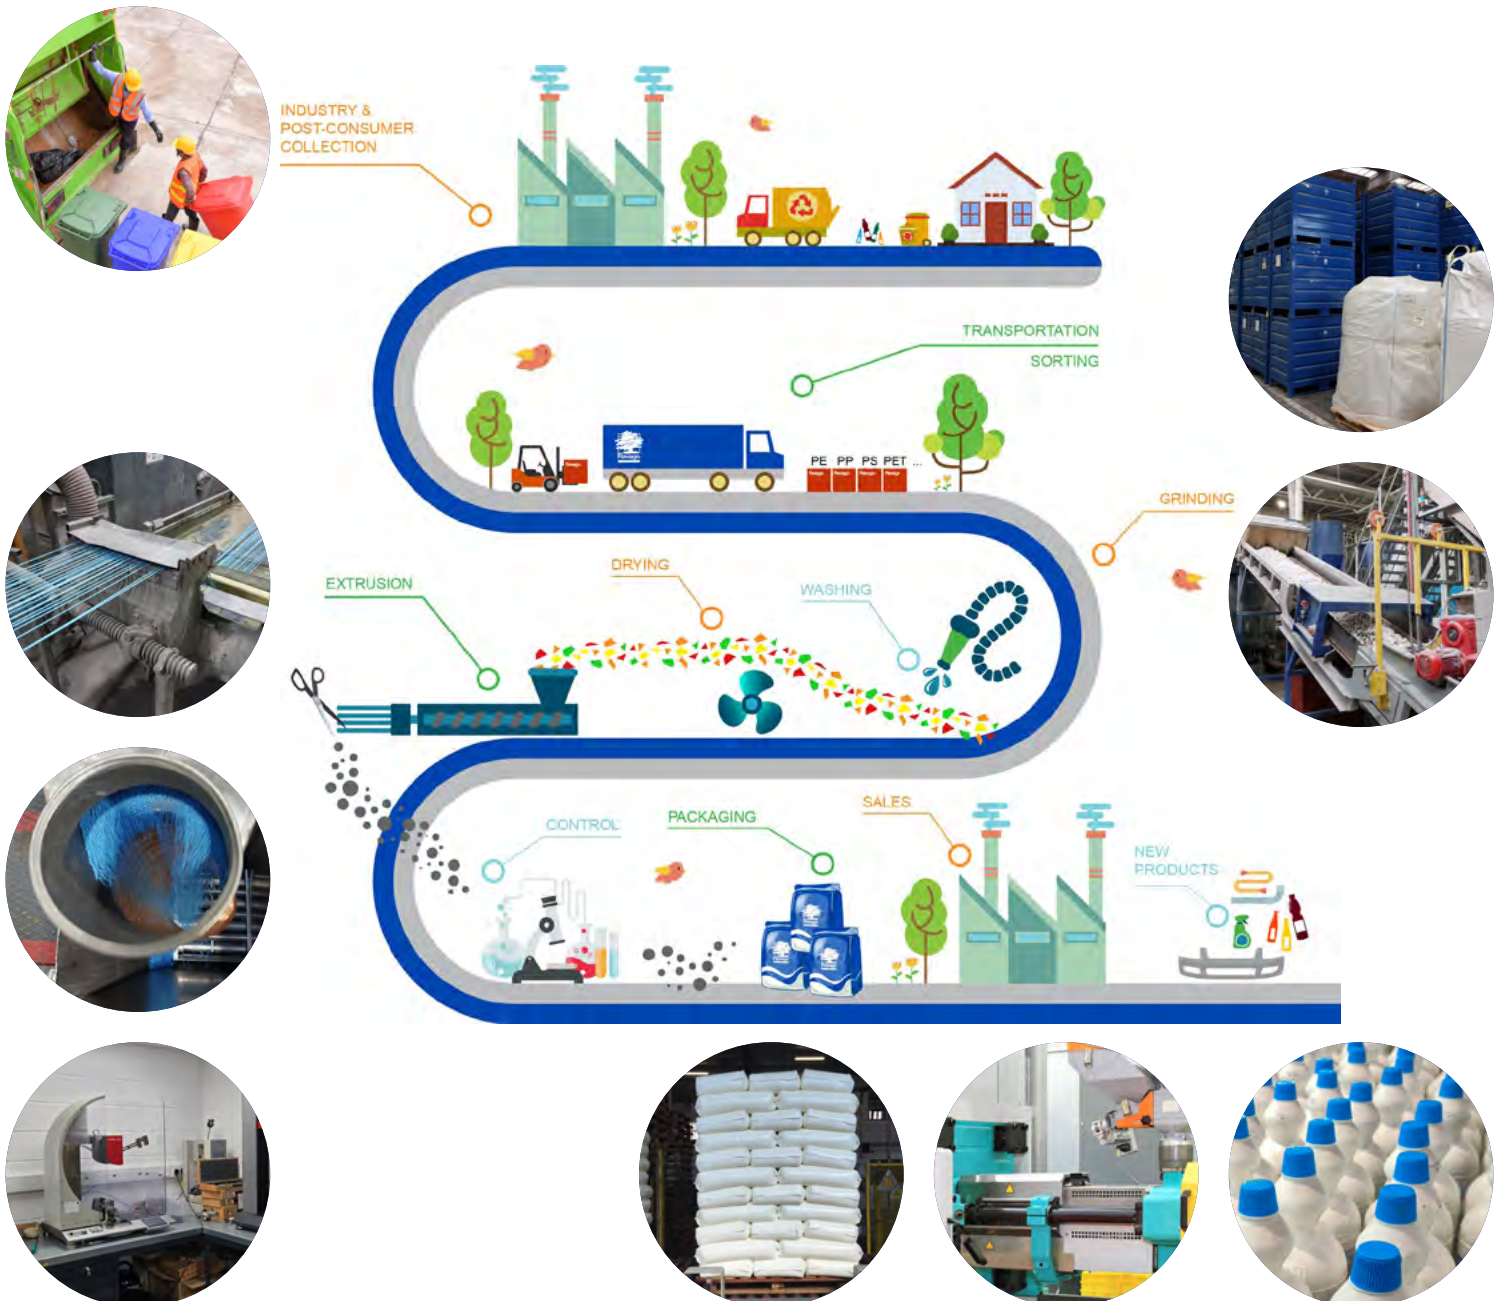 INDUSTRY &
POST-CONSUMER
COLLECTION
TRANSPORTATION
SORTING
PE PP PS PET ...
GRINDING
DRYING
WASHING
EXTRUSION
CONTROL
PACKAGING
SALES
NEW
PRODUCTS